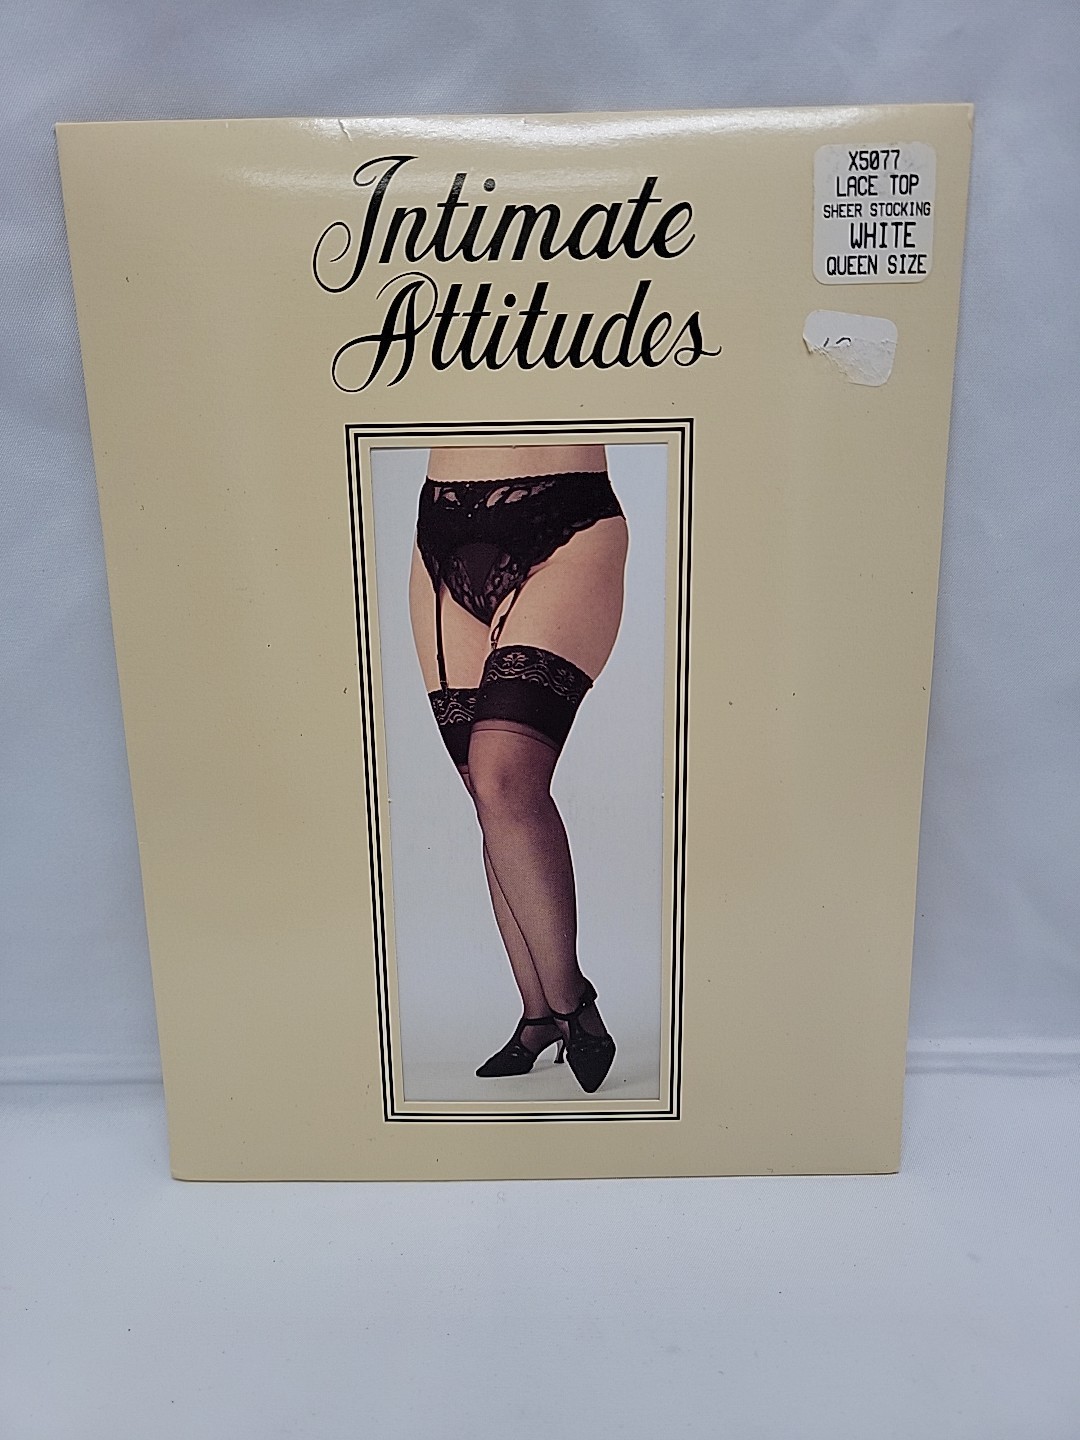 Intimate
Attitudes
X5077
LACE TOP
SHEER STOCKING
WHITE
QUEEN SIZE